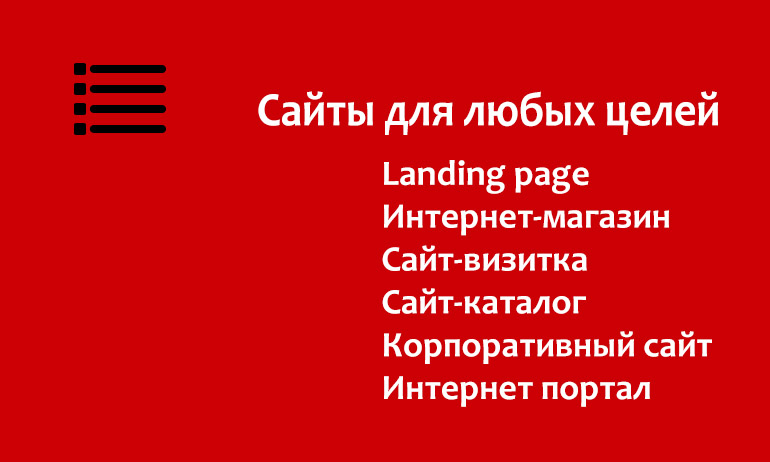 Сайты для любых целей
Landing page
Интернет-магазин
Сайт-визитка
Сайт-каталог
Корпоративный сайт
Интернет портал